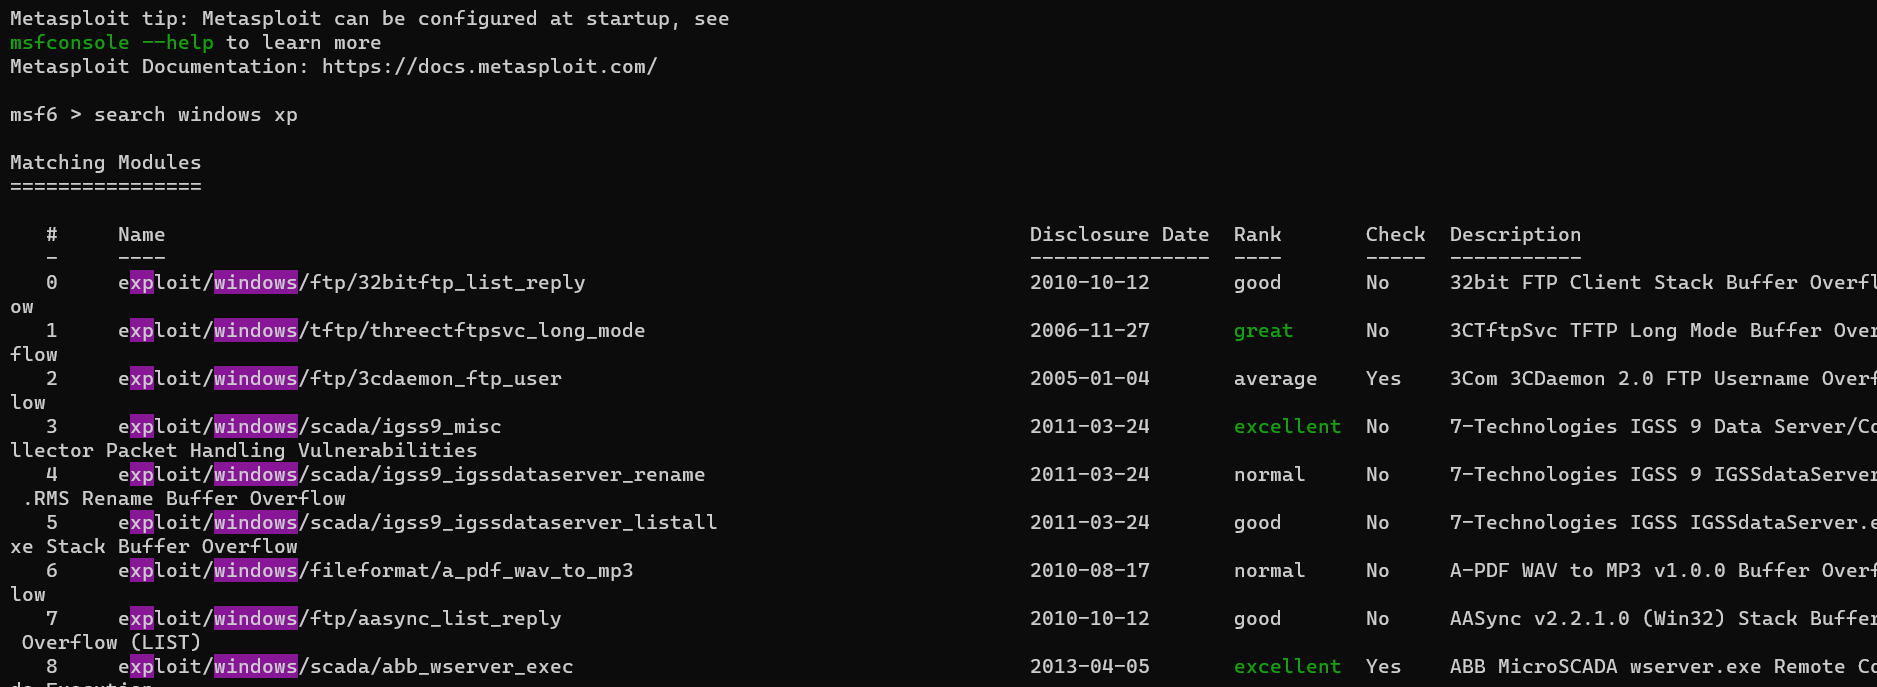 Metasploit tip: Metasploit can be configured at startup, see
msfconsole --help to learn more
Metasploit Documentation: https://docs.metasploit.com/
msf6 > search windows xp
Matching Modules
================
# Name Disclosure Date Rank Check Description
- ---- --------------- ---- ----- -----------
0 exploit/windows/ftp/32bitftp_list_reply 2010-10-12 good No 32bit FTP Client Stack Buffer Overfl
ow
1 exploit/windows/tftp/threectftpsvc_long_mode 2006-11-27 great No 3CTftpSvc TFTP Long Mode Buffer Over
flow
2 exploit/windows/ftp/3cdaemon_ftp_user 2005-01-04 average Yes 3Com 3CDaemon 2.0 FTP Username Overf
low
3 exploit/windows/scada/igss9_misc 2011-03-24 excellent No 7-Technologies IGSS 9 Data Server/Co
llector Packet Handling Vulnerabilities
4 exploit/windows/scada/igss9_igssdataserver_rename 2011-03-24 normal No 7-Technologies IGSS 9 IGSSdataServer
.RMS Rename Buffer Overflow
5 exploit/windows/scada/igss9_igssdataserver_listall 2011-03-24 good No 7-Technologies IGSS IGSSdataServer.e
xe Stack Buffer Overflow
6 exploit/windows/fileformat/a_pdf_wav_to_mp3 2010-08-17 normal No A-PDF WAV to MP3 v1.0.0 Buffer Overf
low
7 exploit/windows/ftp/aasync_list_reply 2010-10-12 good No AASync v2.2.1.0 (Win32) Stack Buffer
Overflow (LIST)
8 exploit/windows/scada/abb_wserver_exec 2013-04-05 excellent Yes ABB MicroSCADA wserver.exe Remote Co
de Execution